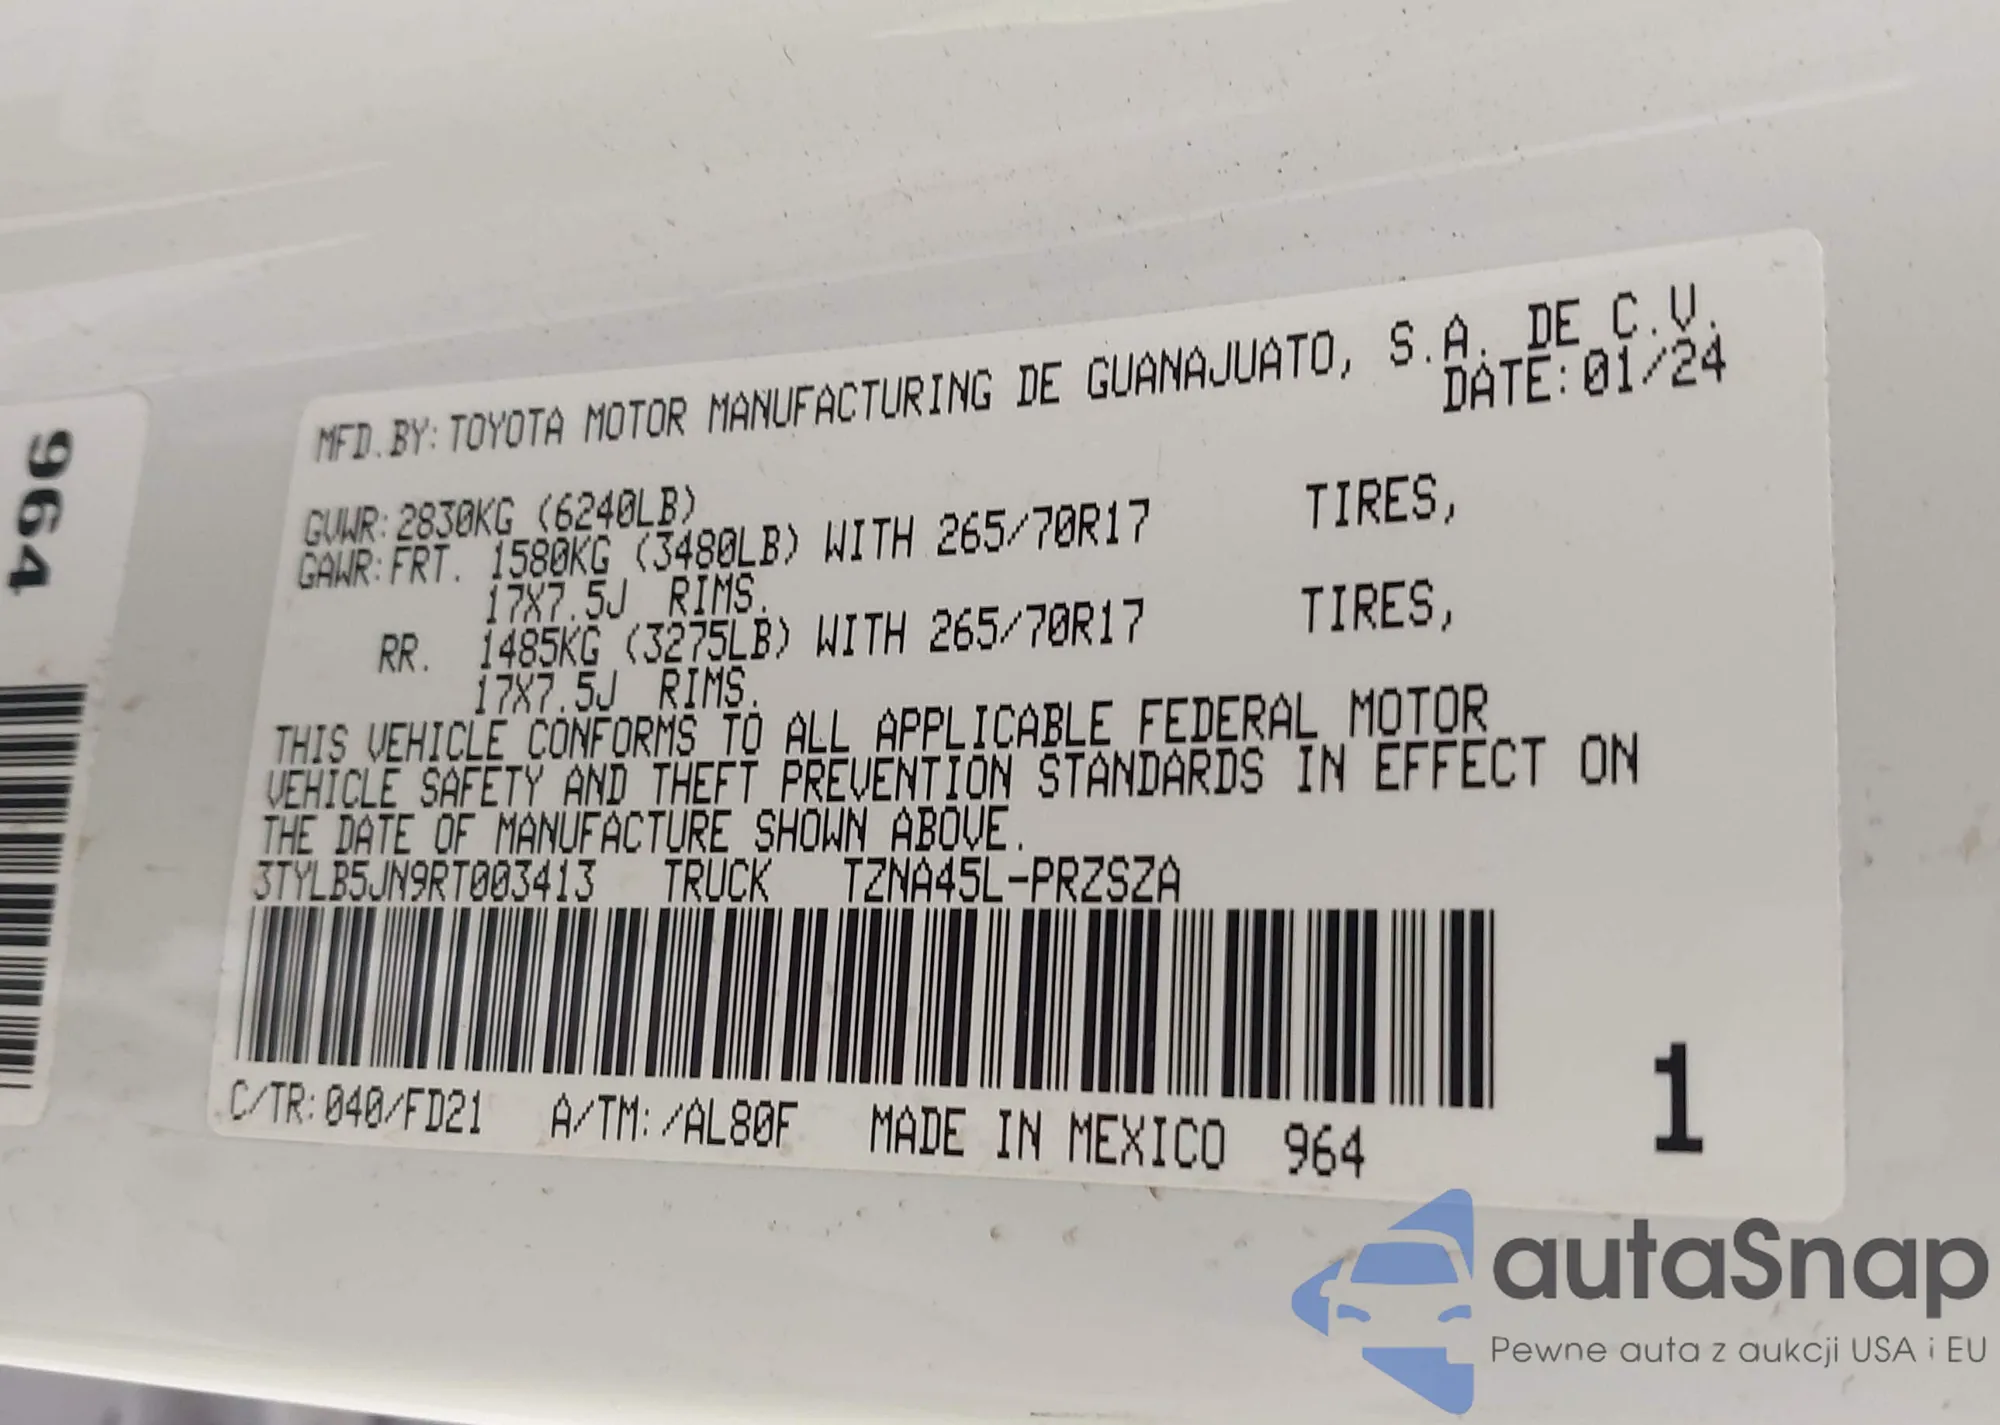 964
MFD.BY:TOYOTA MOTOR MANUFACTURING DE GUANAJUATO, S.A. DE C.V.
DATE:01/24
GVWR:2830KG (6240LB)
GAWR:FRT. 1580KG (3480LB) WITH 265/70R17 TIRES,
17X7.5J RIMS.
RR. 1485KG (3275LB) WITH 265/70R17 TIRES,
17X7.5J RIMS.
THIS VEHICLE CONFORMS TO ALL APPLICABLE FEDERAL MOTOR
VEHICLE SAFETY AND THEFT PREVENTION STANDARDS IN EFFECT ON
THE DATE OF MANUFACTURE SHOWN ABOVE.
3TYLB5JN9RT003413 TRUCK TZNA45L-PRZSZA
C/TR:040/FD21 A/TM:/AL80F MADE IN MEXICO 964
1
autaSnap
Pewne auta z aukcji USA i EU